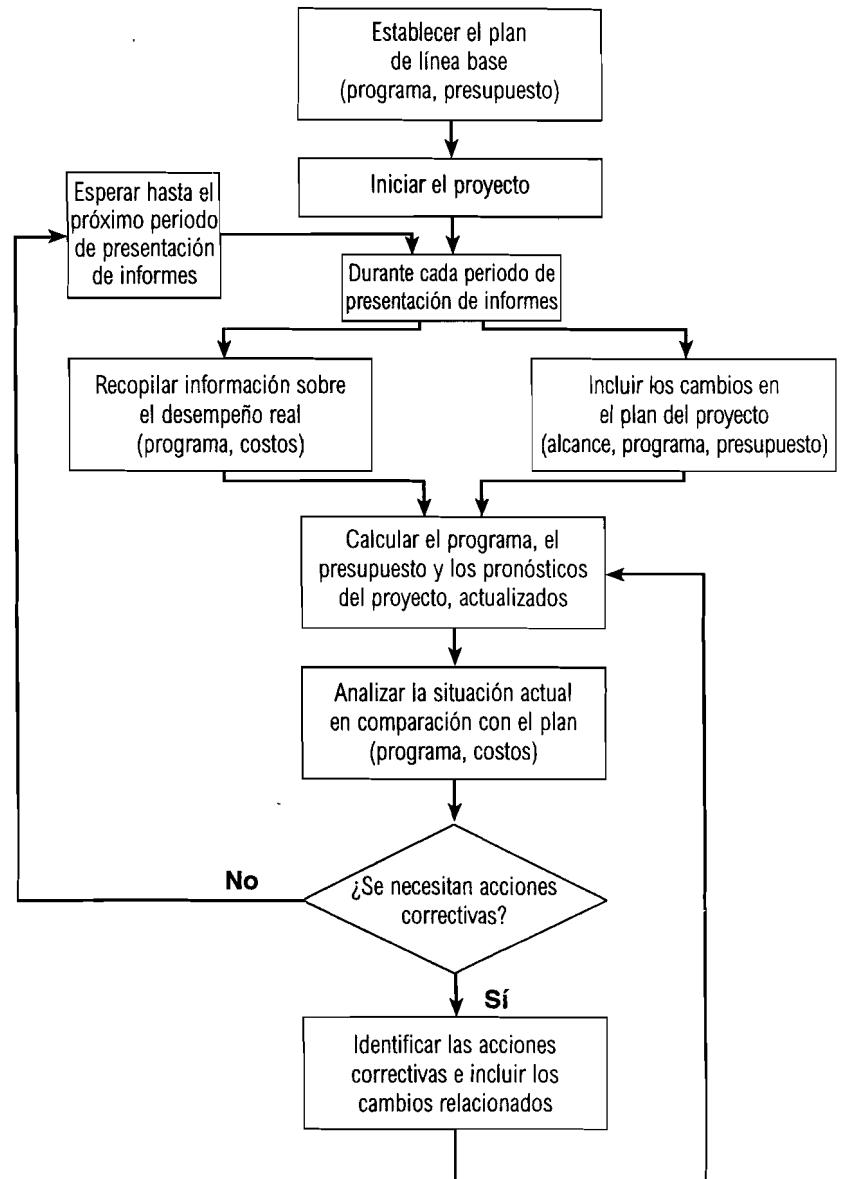 Establecer el plan
de línea base
(programa, presupuesto)
Iniciar el proyecto
Esperar hasta el
próximo periodo
de presentación
de informes
Durante cada periodo de
presentación de informes
Recopilar información sobre
el desempeño real
(programa, costos)
Incluir los cambios en
el plan del proyecto
(alcance, programa, presupuesto)
Calcular el programa, el
presupuesto y los pronósticos
del proyecto, actualizados
Analizar la situación actual
en comparación con el plan
(programa, costos)
No
¿Se necesitan acciones
correctivas?
Sí
Identificar las acciones
correctivas e incluir los
cambios relacionados